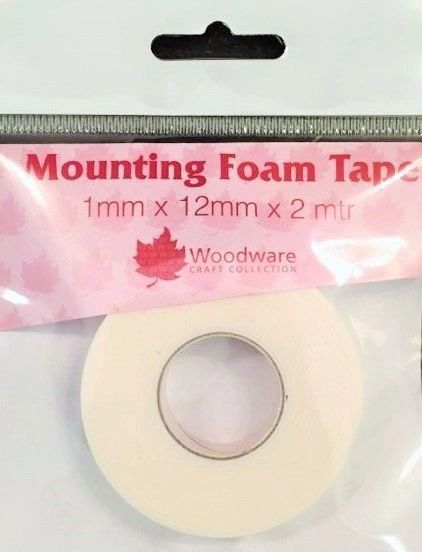 Mounting Foam Tape
1mm x 12mm x 2 mtr
Woodware
CRAFT COLLECTION